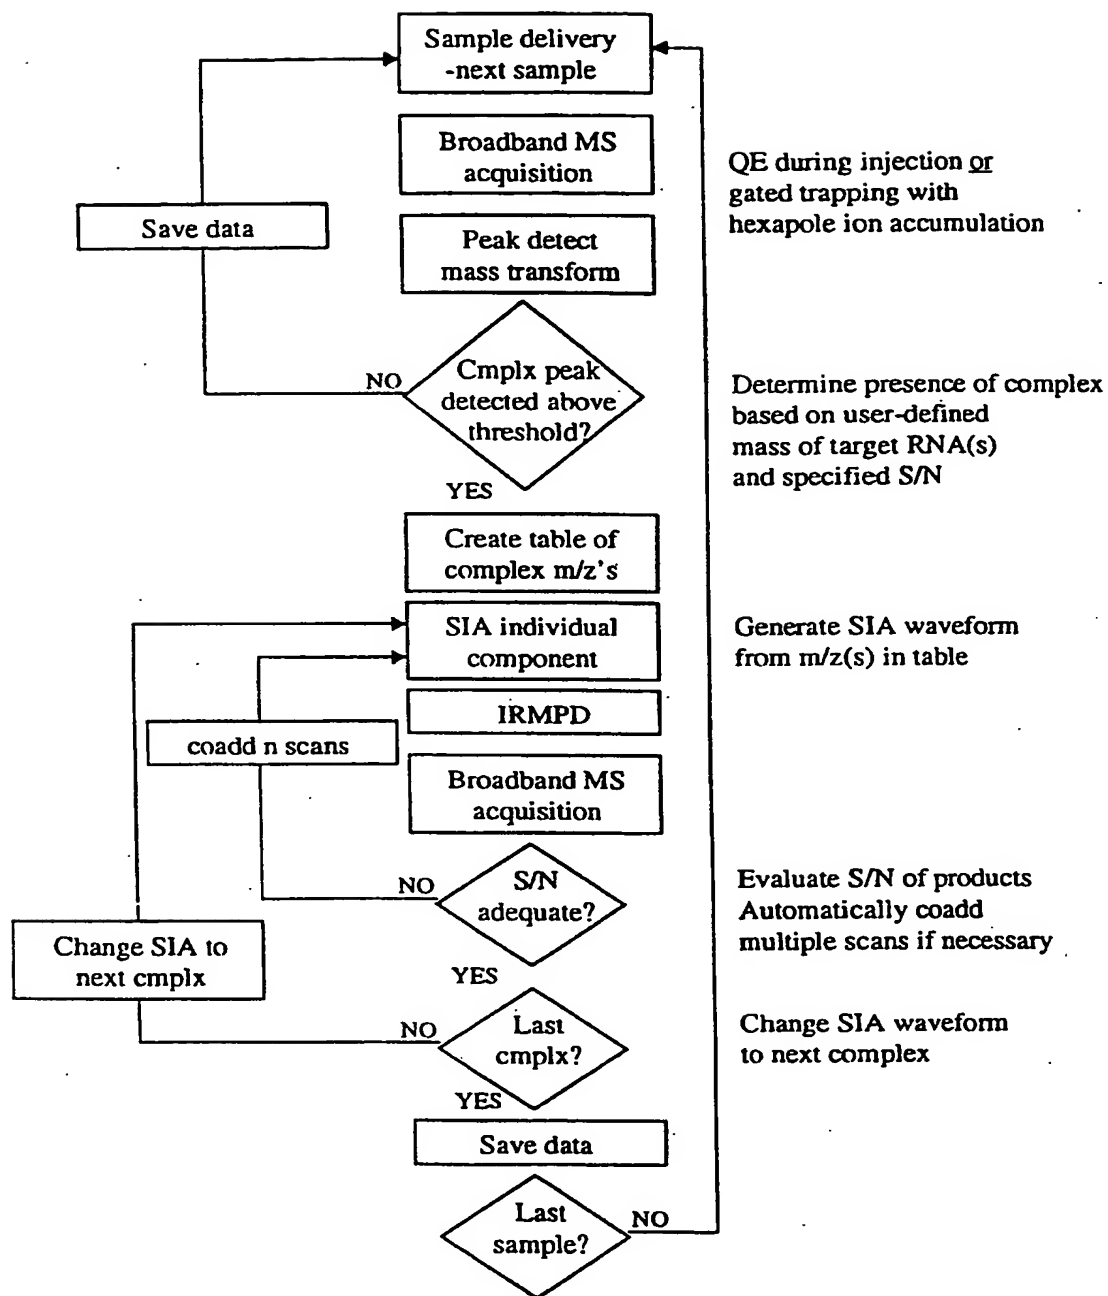 Sample delivery
-next sample
Broadband MS
acquisition
QE during injection or
gated trapping with
hexapole ion accumulation
Save data
Peak detect
mass transform
NO
Cmplx peak
detected above
threshold?
Determine presence of complex
based on user-defined
mass of target RNA(s)
and specified S/N
YES
Create table of
complex m/z's
SIA individual
component
Generate SIA waveform
from m/z(s) in table
IRMPD
coadd n scans
Broadband MS
acquisition
NO
S/N
adequate?
Evaluate S/N of products
Automatically coadd
multiple scans if necessary
Change SIA to
next cmplx
YES
NO
Last
cmplx?
Change SIA waveform
to next complex
YES
Save data
Last
sample?
NO